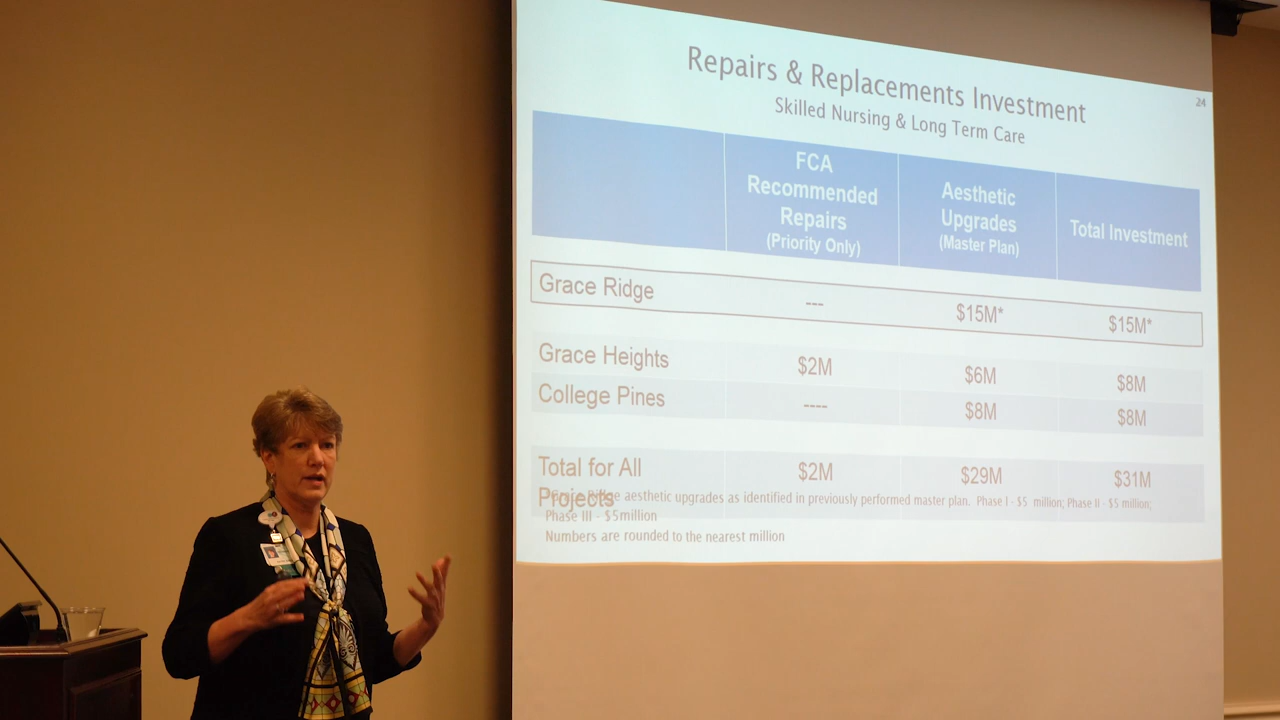 24
Repairs & Replacements Investment
Skilled Nursing & Long Term Care
FCA
Recommended
Repairs
(Priority Only)
Aesthetic
Upgrades
(Master Plan)
Total Investment
Grace Ridge --- $15M* $15M*
Grace Heights $2M $6M $8M
College Pines ---- $8M $8M
Total for All $2M $29M $31M
Projects
aesthetic upgrades as identified in previously performed master plan. Phase I - $5 million; Phase II - $5 million;
Phase III - $5million
Numbers are rounded to the nearest million